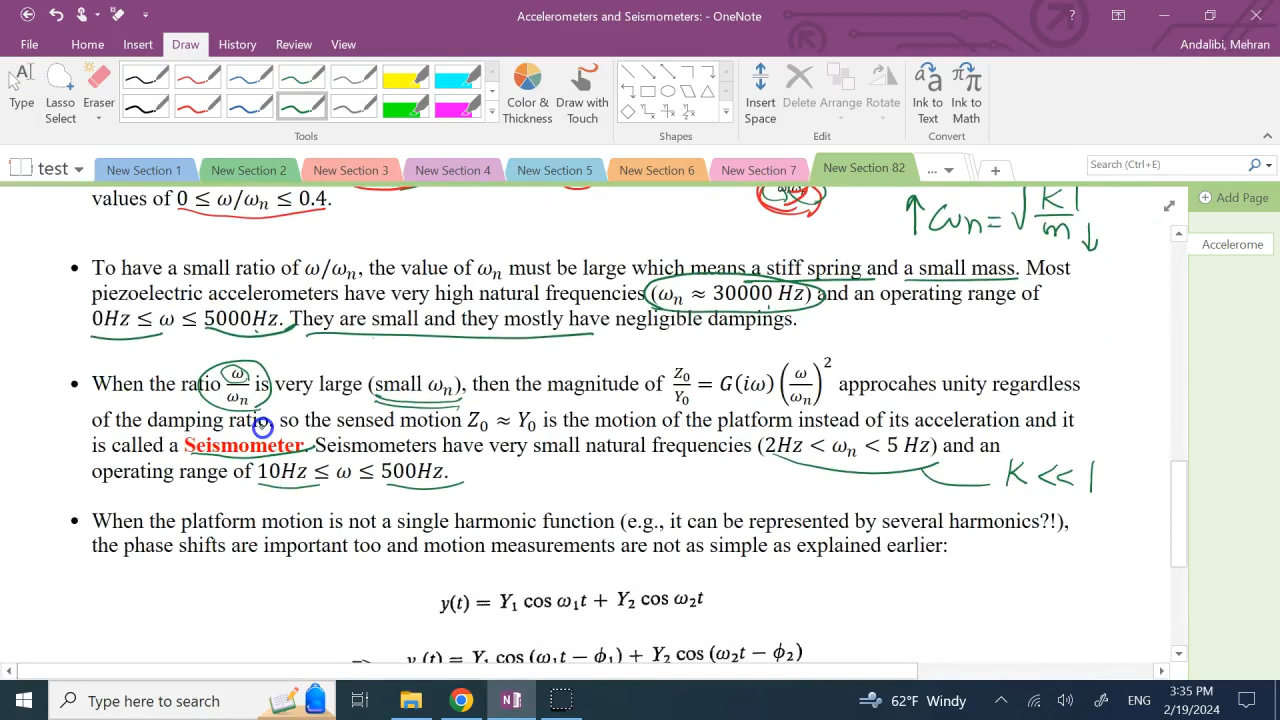 Accelerometers and Seismometers: - OneNote
?
File Home Insert Draw History Review View
Andalibi, Mehran
Type
Lasso Select
Eraser
Color & Thickness
Draw with Touch
Insert Space
Delete
Arrange
Rotate
Ink to Text
Ink to Math
Tools
Shapes
Edit
Convert
test
New Section 1
New Section 2
New Section 3
New Section 4
New Section 5
New Section 6
New Section 7
New Section 82
...
Search (Ctrl+E)
Add Page
Accelerome
values of 0 ≤ ω/ωₙ ≤ 0.4.
↑ ωₙ = √(K↑/m↓)
• To have a small ratio of ω/ωₙ, the value of ωₙ must be large which means a stiff spring and a small mass. Most
piezoelectric accelerometers have very high natural frequencies (ωₙ ≈ 30000 Hz) and an operating range of
0Hz ≤ ω ≤ 5000Hz. They are small and they mostly have negligible dampings.
• When the ratio ω/ωₙ is very large (small ωₙ), then the magnitude of Z₀/Y₀ = G(iω)(ω/ωₙ)² approcahes unity regardless
of the damping ratio, so the sensed motion Z₀ ≈ Y₀ is the motion of the platform instead of its acceleration and it
is called a Seismometer. Seismometers have very small natural frequencies (2Hz < ωₙ < 5 Hz) and an
operating range of 10Hz ≤ ω ≤ 500Hz.
K << 1
• When the platform motion is not a single harmonic function (e.g., it can be represented by several harmonics?!),
the phase shifts are important too and motion measurements are not as simple as explained earlier:
y(t) = Y₁ cos ω₁t + Y₂ cos ω₂t
(t) = Y₁ cos (ω₁t − ϕ₁) + Y₂ cos (ω₂t − ϕ₂)
Type here to search
62°F Windy
ENG
3:35 PM
2/19/2024